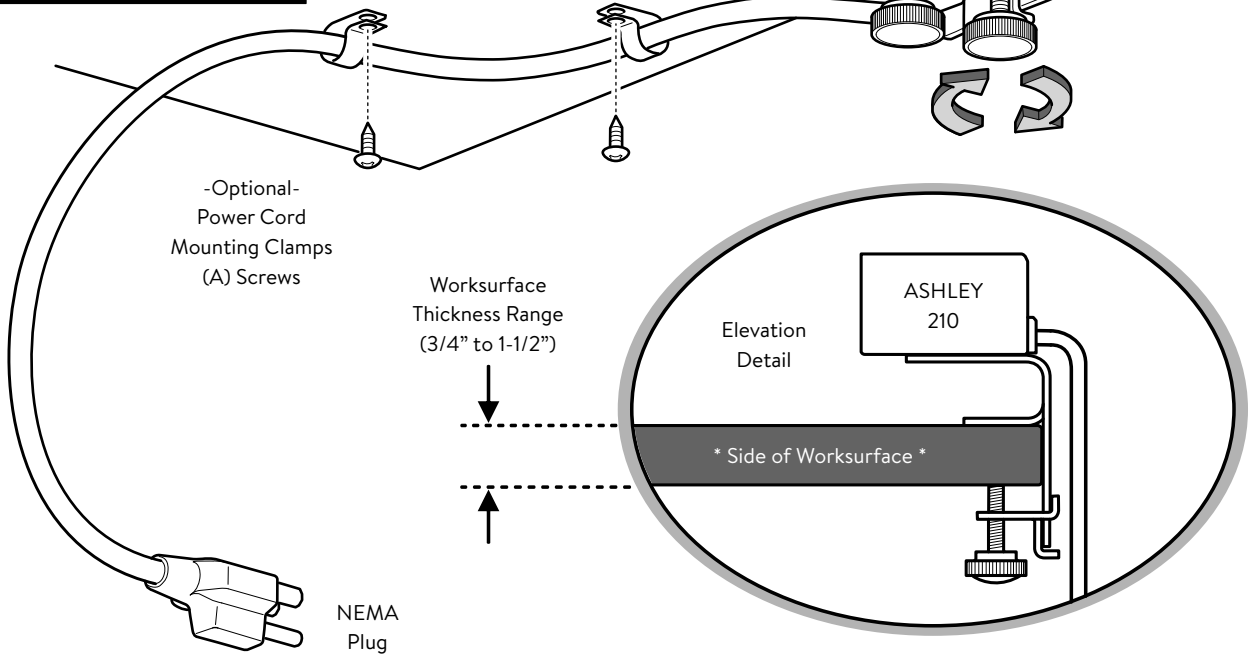 -Optional-
Power Cord
Mounting Clamps
(A) Screws
Worksurface
Thickness Range
(3/4” to 1-1/2”)
Elevation
Detail
ASHLEY
210
* Side of Worksurface *
NEMA
Plug